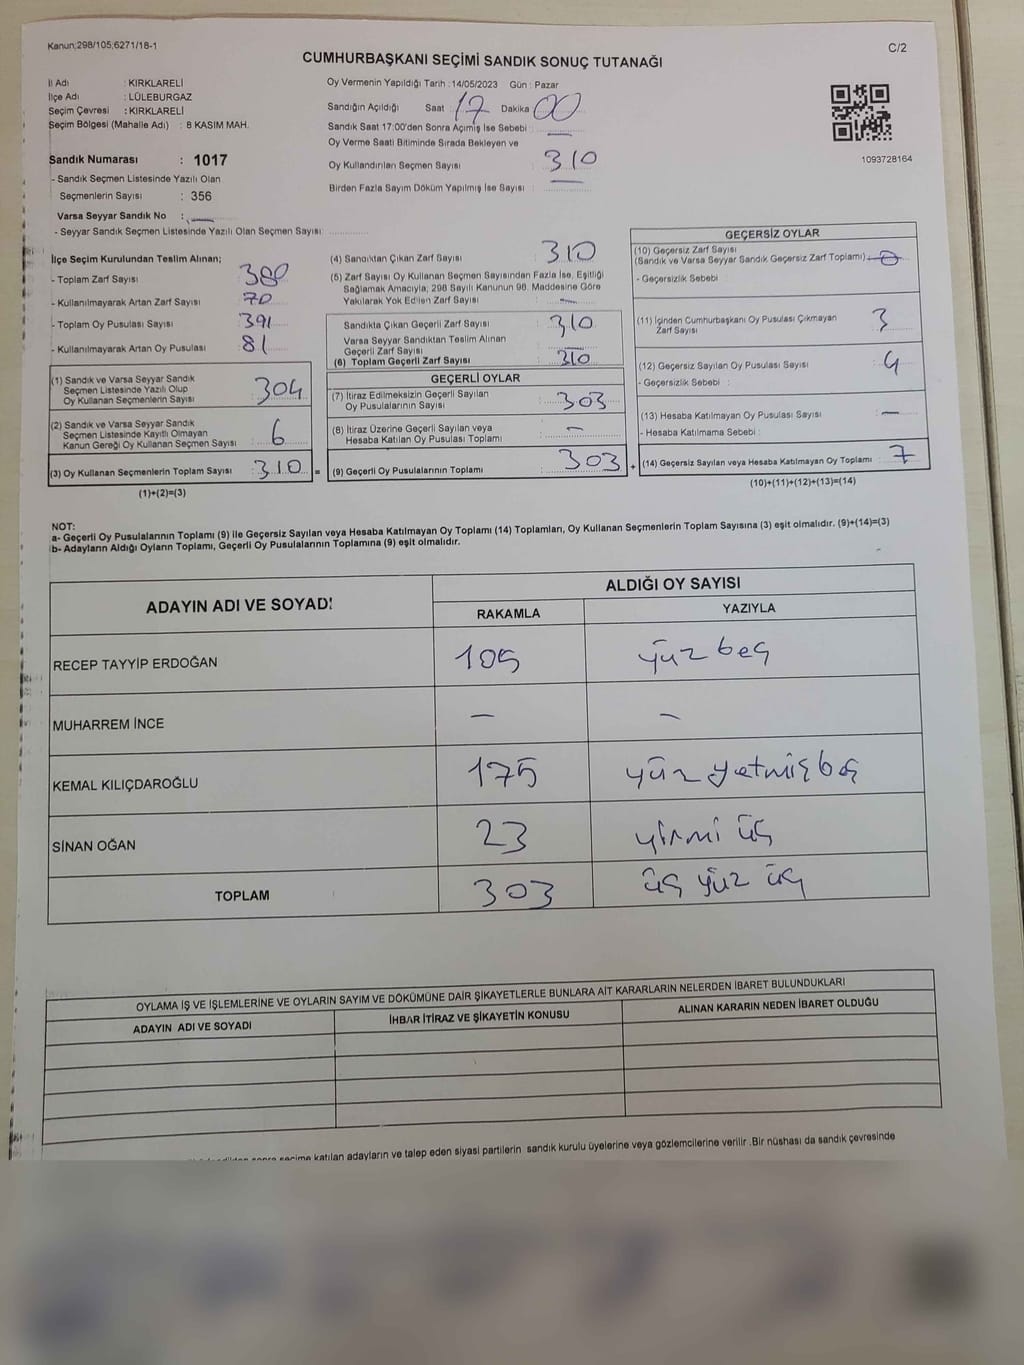 Kanun;298/105;6271/18-1
C/2
CUMHURBAŞKANI SEÇİMİ SANDIK SONUÇ TUTANAĞI
İl Adı : KIRKLARELİ
İlçe Adı : LÜLEBURGAZ
Seçim Çevresi : KIRKLARELİ
Seçim Bölgesi (Mahalle Adı) : 8 KASIM MAH.
Sandık Numarası : 1017
- Sandık Seçmen Listesinde Yazılı Olan
Seçmenlerin Sayısı : 356
Varsa Seyyar Sandık No : —
- Seyyar Sandık Seçmen Listesinde Yazılı Olan Seçmen Sayısı:
Oy Vermenin Yapıldığı Tarih : 14/05/2023 Gün : Pazar
Sandığın Açıldığı Saat : 17 Dakika 00
Sandık Saat 17:00'den Sonra Açımış İse Sebebi : —
Oy Verme Saati Bitiminde Sırada Bekleyen ve
Oy Kullandırılan Seçmen Sayısı 310
Birden Fazla Sayım Döküm Yapılmış İse Sayısı : —
1093728164
İlçe Seçim Kurulundan Teslim Alınan;
- Toplam Zarf Sayısı 380
- Kullanılmayarak Artan Zarf Sayısı 70
- Toplam Oy Pusulası Sayısı 391
- Kullanılmayarak Artan Oy Pusulası 81
(1) Sandık ve Varsa Seyyar Sandık
Seçmen Listesinde Yazılı Olup
Oy Kullanan Seçmenlerin Sayısı 304
(2) Sandık ve Varsa Seyyar Sandık
Seçmen Listesinde Kayıtlı Olmayan
Kanun Gereği Oy Kullanan Seçmen Sayısı 6
(3) Oy Kullanan Seçmenlerin Toplam Sayısı 310 =
(1)+(2)=(3)
(4) Sandıktan Çıkan Zarf Sayısı 310
(5) Zarf Sayısı Oy Kullanan Seçmen Sayısından Fazla İse, Eşitliği
Sağlamak Amacıyla, 298 Sayılı Kanunun 98. Maddesine Göre
Yakılarak Yok Edilen Zarf Sayısı —
Sandıkta Çıkan Geçerli Zarf Sayısı 310
Varsa Seyyar Sandıktan Teslim Alınan
Geçerli Zarf Sayısı —
(6) Toplam Geçerli Zarf Sayısı 310
GEÇERLİ OYLAR
(7) İtiraz Edilmeksizin Geçerli Sayılan
Oy Pusulalarının Sayısı 303
(8) İtiraz Üzerine Geçerli Sayılan veya
Hesaba Katılan Oy Pusulası Toplamı —
(9) Geçerli Oy Pusulalarının Toplamı 303 +
GEÇERSİZ OYLAR
(10) Geçersiz Zarf Sayısı
(Sandık ve Varsa Seyyar Sandık Geçersiz Zarf Toplamı) 0
- Geçersizlik Sebebi
(11) İçinden Cumhurbaşkanı Oy Pusulası Çıkmayan
Zarf Sayısı 3
(12) Geçersiz Sayılan Oy Pusulası Sayısı 4
- Geçersizlik Sebebi :
(13) Hesaba Katılmayan Oy Pusulası Sayısı —
- Hesaba Katılmama Sebebi :
(14) Geçersiz Sayılan veya Hesaba Katılmayan Oy Toplamı : 7
(10)+(11)+(12)+(13)=(14)
NOT:
a- Geçerli Oy Pusulalarının Toplamı (9) ile Geçersiz Sayılan veya Hesaba Katılmayan Oy Toplamı (14) Toplamları, Oy Kullanan Seçmenlerin Toplam Sayısına (3) eşit olmalıdır. (9)+(14)=(3)
b- Adayların Aldığı Oyların Toplamı, Geçerli Oy Pusulalarının Toplamına (9) eşit olmalıdır.
ADAYIN ADI VE SOYADI ALDIĞI OY SAYISI
RAKAMLA YAZIYLA
RECEP TAYYİP ERDOĞAN 105 yüz beş
MUHARREM İNCE — —
KEMAL KILIÇDAROĞLU 175 yüz yetmiş beş
SİNAN OĞAN 23 yirmi üç
TOPLAM 303 üç yüz üç
OYLAMA İŞ VE İŞLEMLERİNE VE OYLARIN SAYIM VE DÖKÜMÜNE DAİR ŞİKAYETLERLE BUNLARA AİT KARARLARIN NELERDEN İBARET BULUNDUKLARI
ADAYIN ADI VE SOYADI İHBAR İTİRAZ VE ŞİKAYETİN KONUSU ALINAN KARARIN NEDEN İBARET OLDUĞU
sonra seçime katılan adayların ve talep eden siyasi partilerin sandık kurulu üyelerine veya gözlemcilerine verilir .Bir nüshası da sandık çevresinde